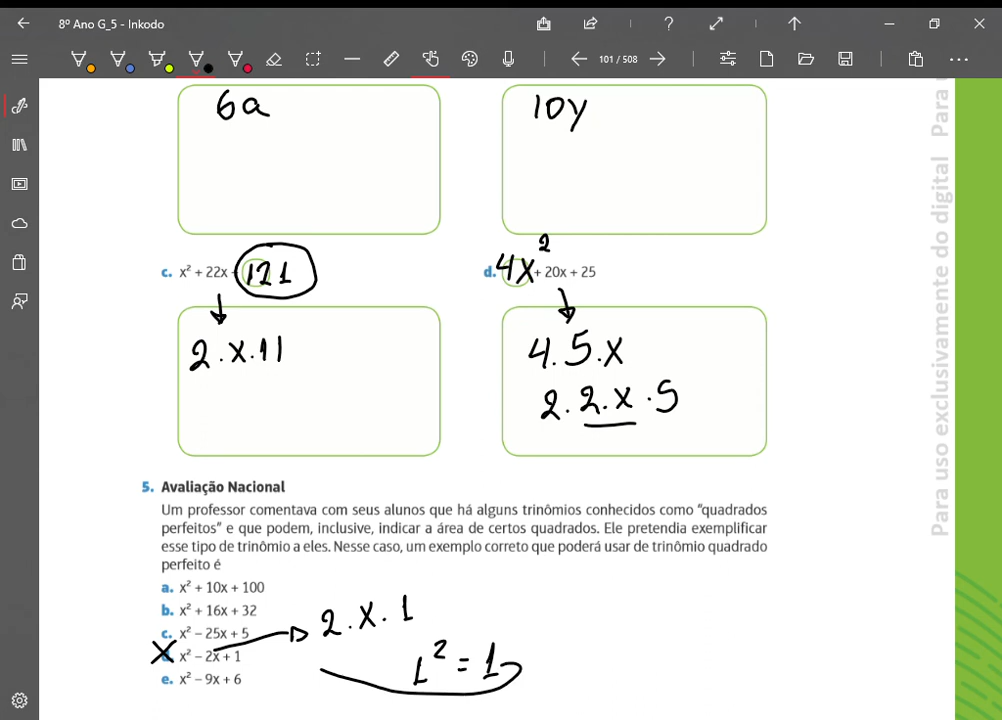 8º Ano G_5 - Inkodo
101 / 508
6a
10y
c. x² + 22x + 121
d. 4x² + 20x + 25
2.x.11
4.5.x
2.2.x.5
5. Avaliação Nacional
Um professor comentava com seus alunos que há alguns trinômios conhecidos como "quadrados
perfeitos" e que podem, inclusive, indicar a área de certos quadrados. Ele pretendia exemplificar
esse tipo de trinômio a eles. Nesse caso, um exemplo correto que poderá usar de trinômio quadrado
perfeito é
a. x² + 10x + 100
b. x² + 16x + 32
c. x² – 25x + 5
2.x.1
X x² – 2x + 1
1² = 1
e. x² – 9x + 6
Para uso exclusivamente do digital
Para